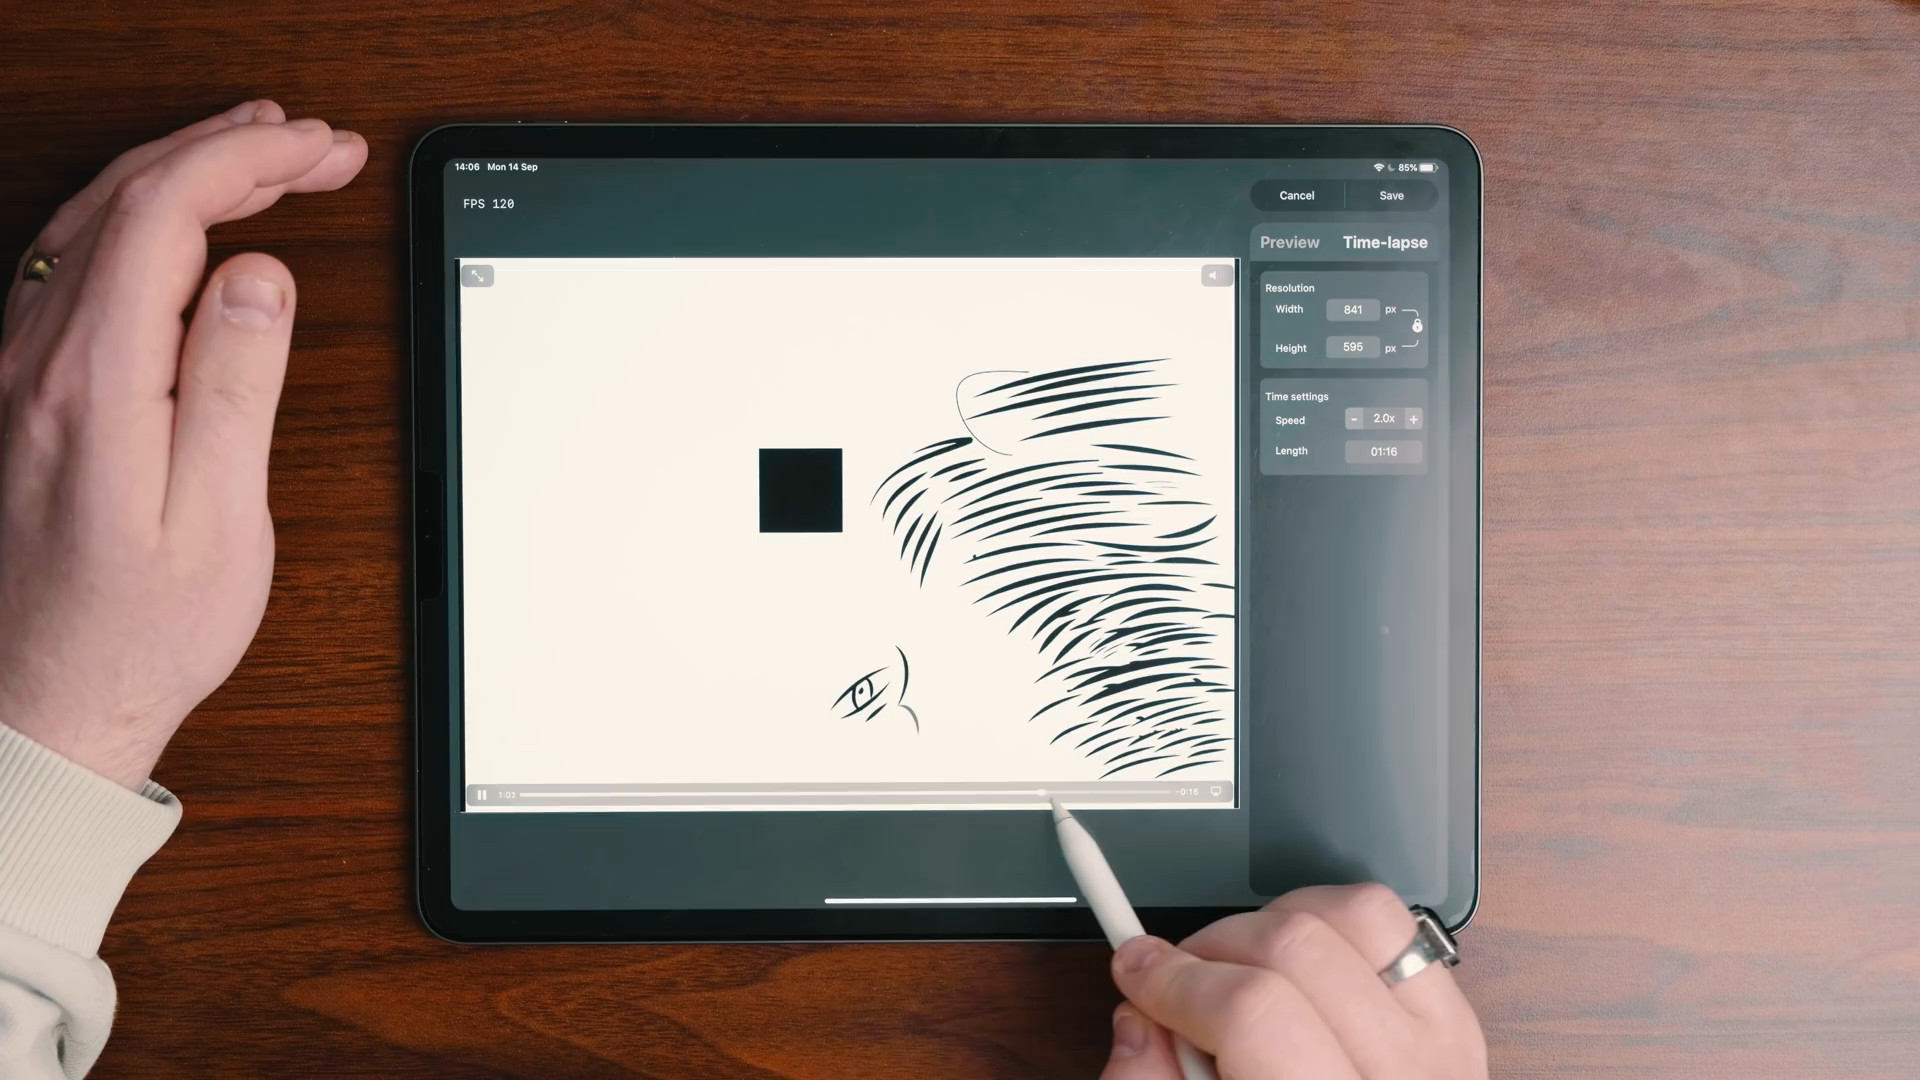 14:06 Mon 14 Sep
85%
FPS 120
Cancel Save
Preview Time-lapse
Resolution
Width 841 px
Height 595 px
Time settings
Speed - 2.0x +
Length 01:16
1:01 -0:16